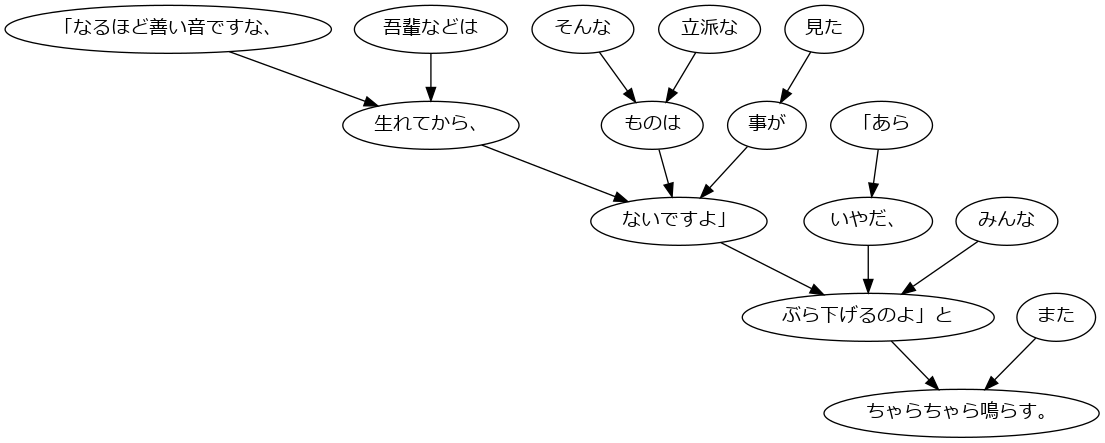 「なるほど善い音ですな、
吾輩などは
そんな
立派な
見た
生れてから、
ものは
事が
「あら
ないですよ」
いやだ、
みんな
ぶら下げるのよ」と
また
ちゃらちゃら鳴らす。